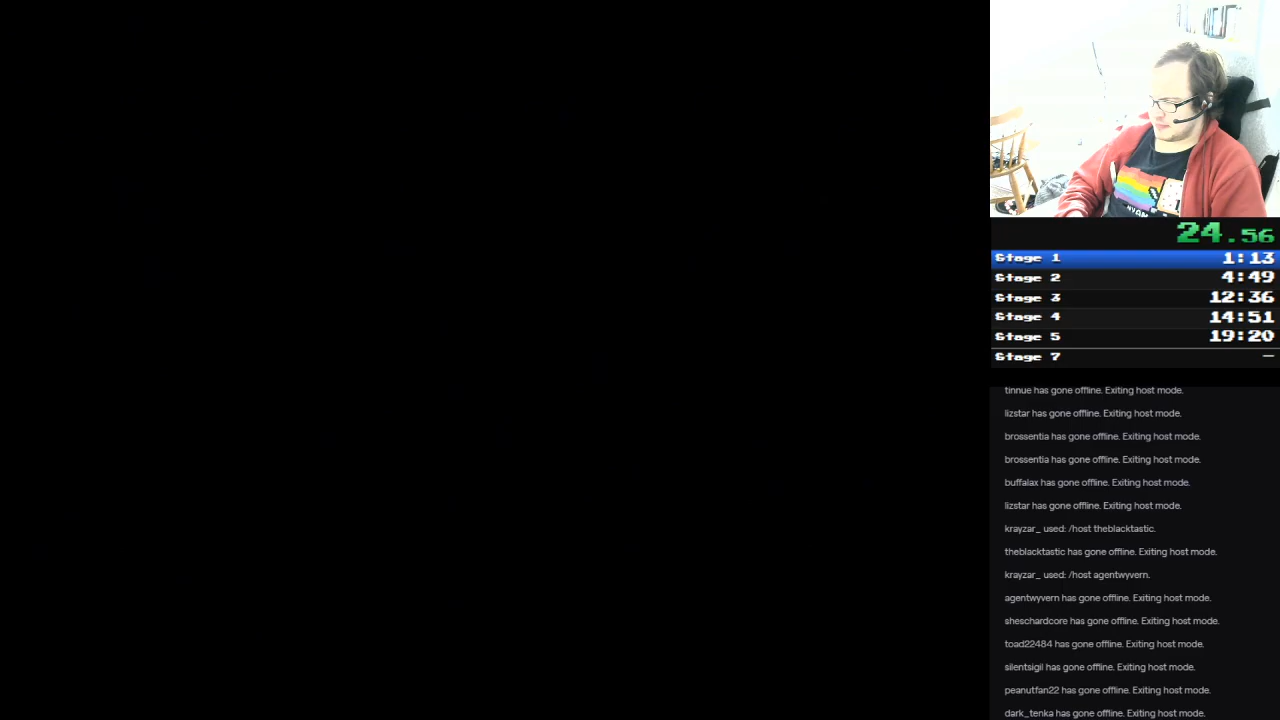 NYAN
24.56
Stage 1 1:13
Stage 2 4:49
Stage 3 12:36
Stage 4 14:51
Stage 5 19:20
Stage 7 —
tinnue has gone offline. Exiting host mode.
lizstar has gone offline. Exiting host mode.
brossentia has gone offline. Exiting host mode.
brossentia has gone offline. Exiting host mode.
buffalax has gone offline. Exiting host mode.
lizstar has gone offline. Exiting host mode.
krayzar_ used: /host theblacktastic.
theblacktastic has gone offline. Exiting host mode.
krayzar_ used: /host agentwyvern.
agentwyvern has gone offline. Exiting host mode.
sheschardcore has gone offline. Exiting host mode.
toad22484 has gone offline. Exiting host mode.
silentsigil has gone offline. Exiting host mode.
peanutfan22 has gone offline. Exiting host mode.
dark_tenka has gone offline. Exiting host mode.